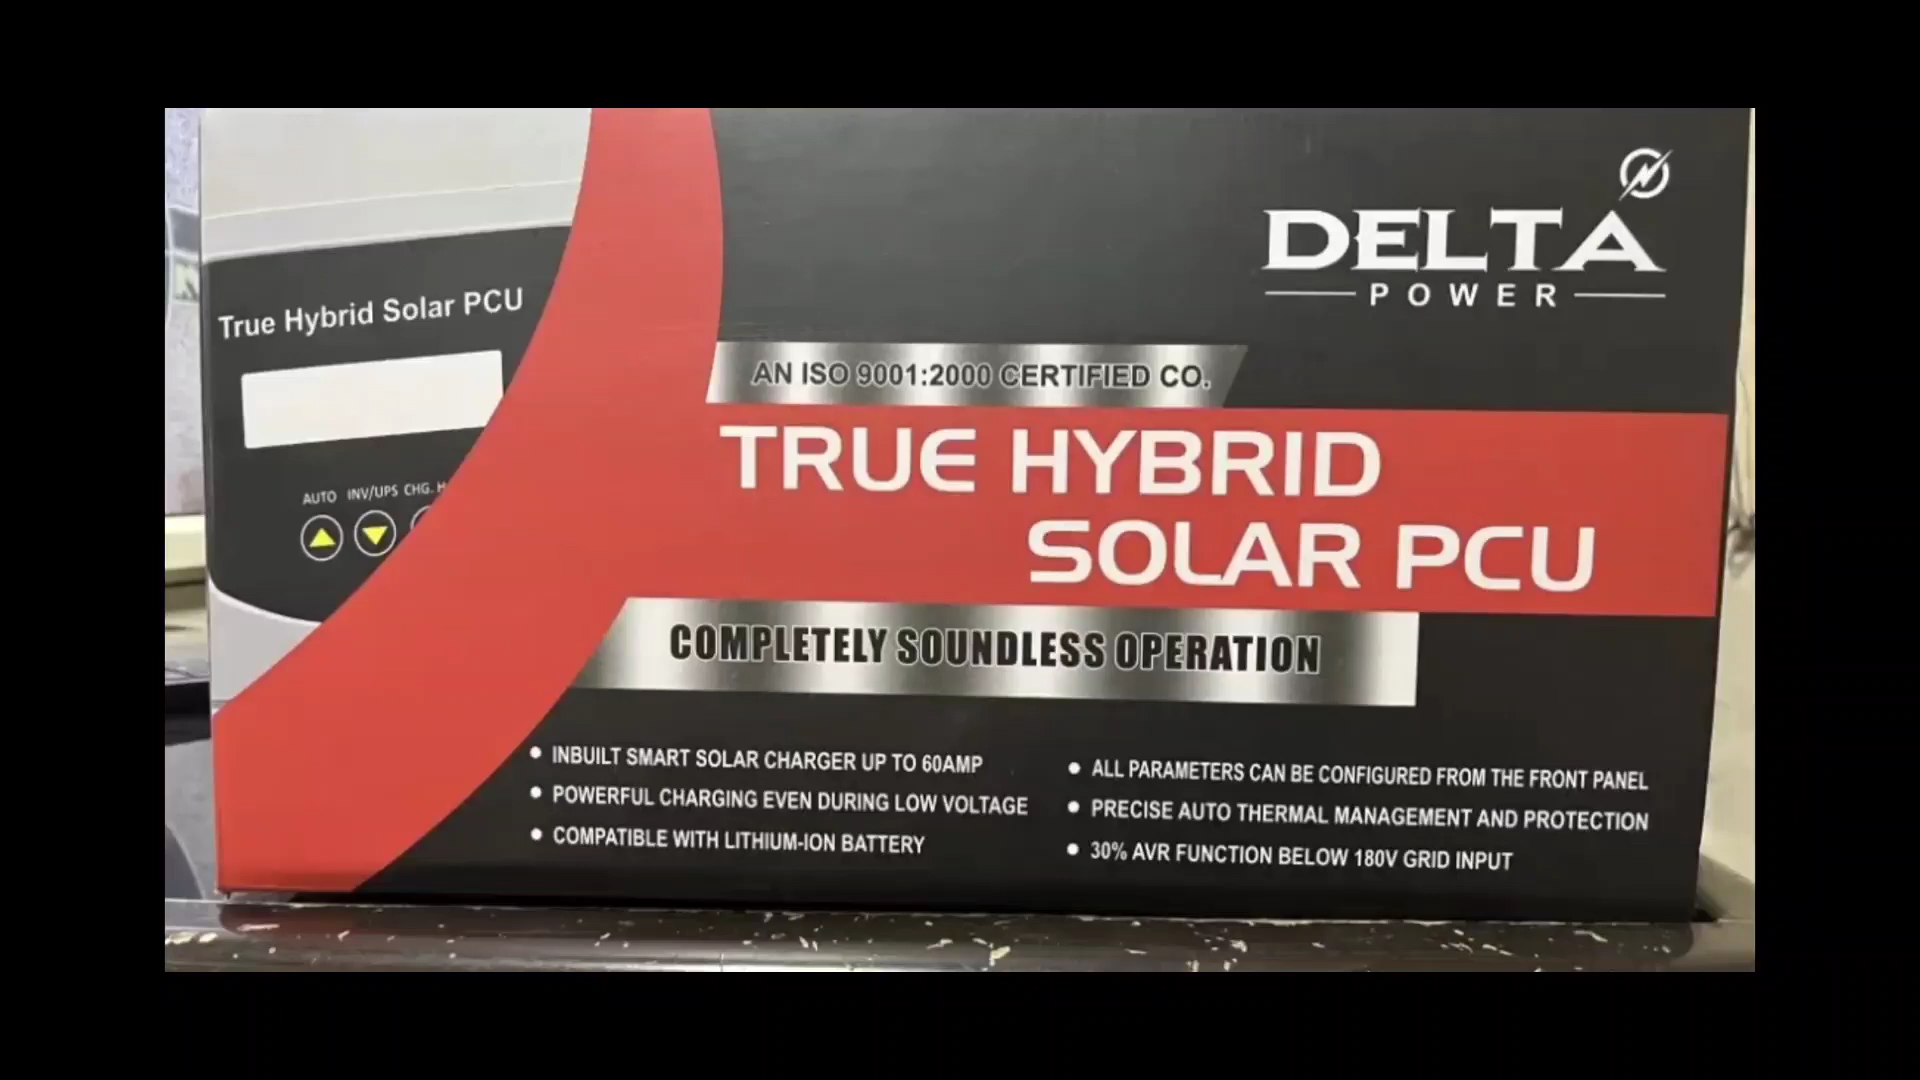 DELTA
POWER
True Hybrid Solar PCU
AN ISO 9001:2000 CERTIFIED CO.
TRUE HYBRID
SOLAR PCU
AUTO INV/UPS CHG. H
COMPLETELY SOUNDLESS OPERATION
● INBUILT SMART SOLAR CHARGER UP TO 60AMP
● POWERFUL CHARGING EVEN DURING LOW VOLTAGE
● COMPATIBLE WITH LITHIUM-ION BATTERY
● ALL PARAMETERS CAN BE CONFIGURED FROM THE FRONT PANEL
● PRECISE AUTO THERMAL MANAGEMENT AND PROTECTION
● 30% AVR FUNCTION BELOW 180V GRID INPUT